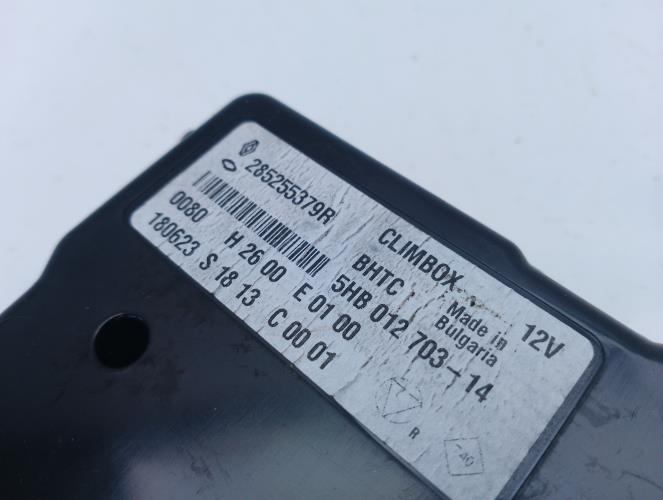 285255379R
CLIMBOX
12V
BHTC
Made in
Bulgaria
5HB 012 703-14
0080 H 26 00 E 01 00
180623 S 18 13 C 00 01
R